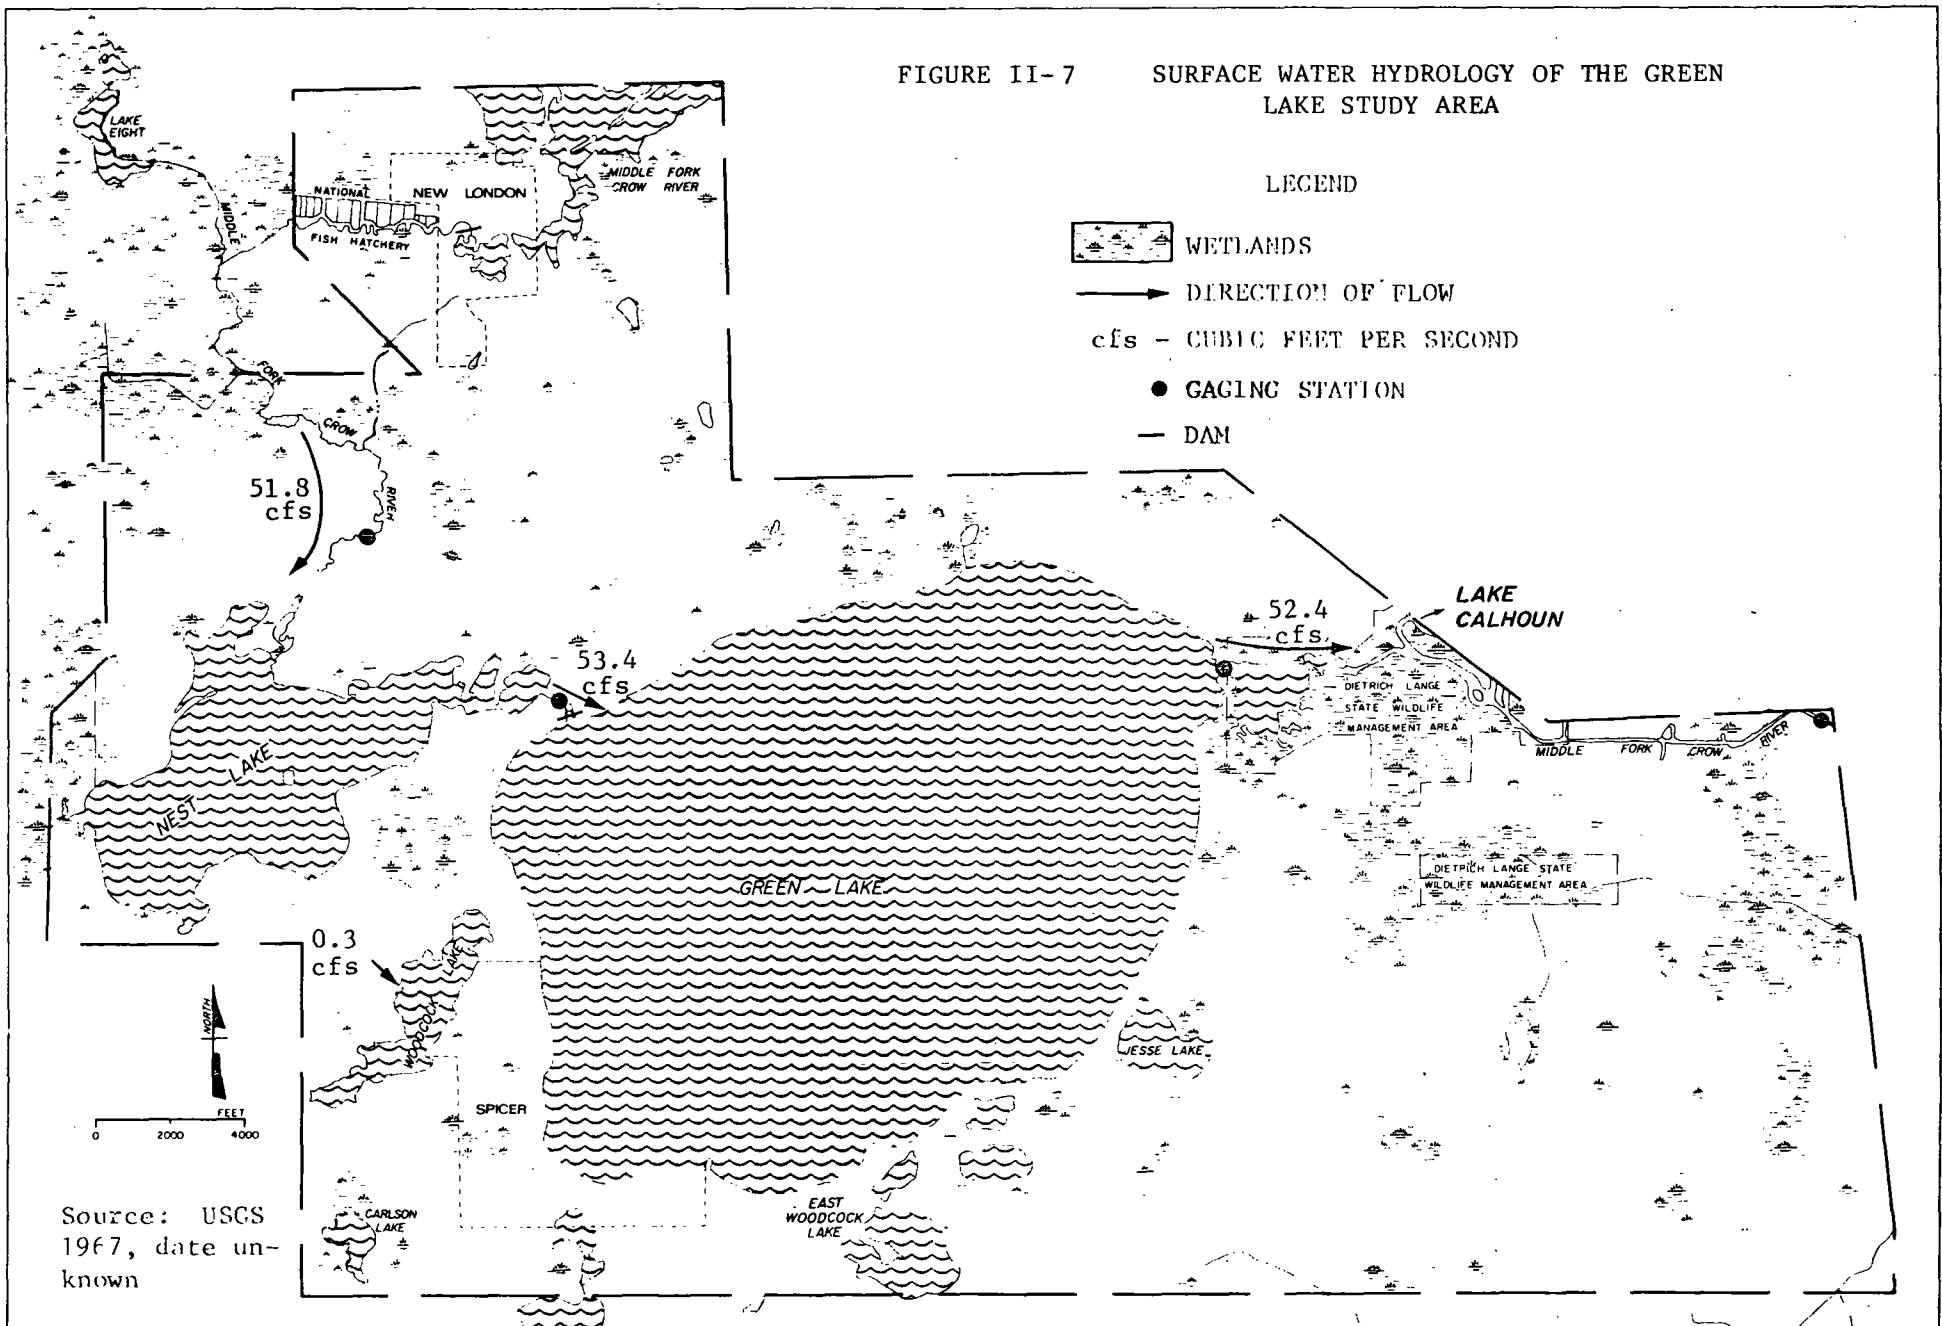 FIGURE II-7 SURFACE WATER HYDROLOGY OF THE GREEN
LAKE STUDY AREA
LEGEND
WETLANDS
DIRECTION OF FLOW
cfs - CUBIC FEET PER SECOND
GAGING STATION
DAM
LAKE
EIGHT
MIDDLE FORK
CROW RIVER
NATIONAL
NEW LONDON
FISH HATCHERY
MIDDLE
FORK
CROW
RIVER
51.8
cfs
53.4
cfs
52.4
cfs
LAKE
CALHOUN
DIETRICH LANGE
STATE WILDLIFE
MANAGEMENT AREA
MIDDLE FORK CROW RIVER
NEST LAKE
GREEN LAKE
DIETRICH LANGE STATE
WILDLIFE MANAGEMENT AREA
0.3
cfs
WOODCOCK LAKE
NORTH
JESSE LAKE
FEET
0 2000 4000
SPICER
CARLSON
LAKE
EAST
WOODCOCK
LAKE
Source: USGS
1967, date un-
known